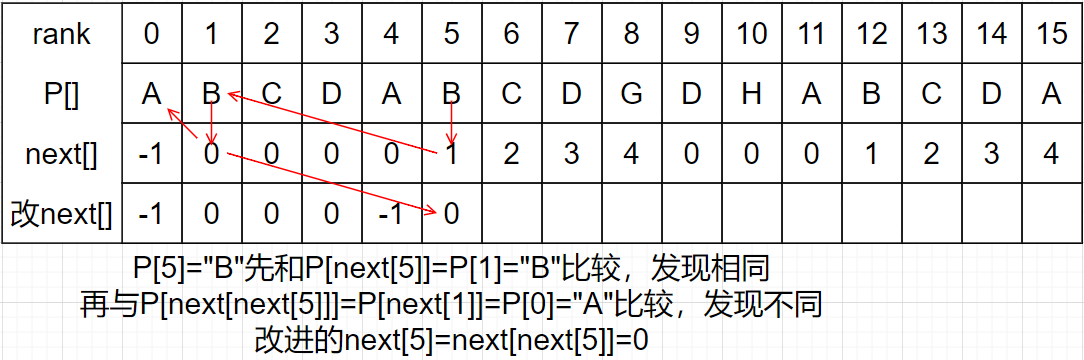 rank 0 1 2 3 4 5 6 7 8 9 10 11 12 13 14 15
P[] A B C D A B C D G D H A B C D A
next[] -1 0 0 0 0 1 2 3 4 0 0 0 1 2 3 4
改next[] -1 0 0 0 -1 0
P[5]="B"先和P[next[5]]=P[1]="B"比较，发现相同
再与P[next[next[5]]]=P[next[1]]=P[0]="A"比较，发现不同
改进的next[5]=next[next[5]]=0